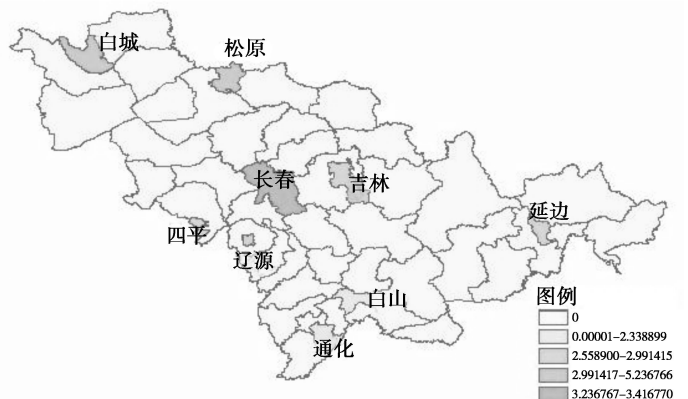 白城
松原
长春
吉林
延边
四平
辽源
白山
通化
图例
0
0.00001–2.338899
2.558900–2.991415
2.991417–5.236766
3.236767–3.416770